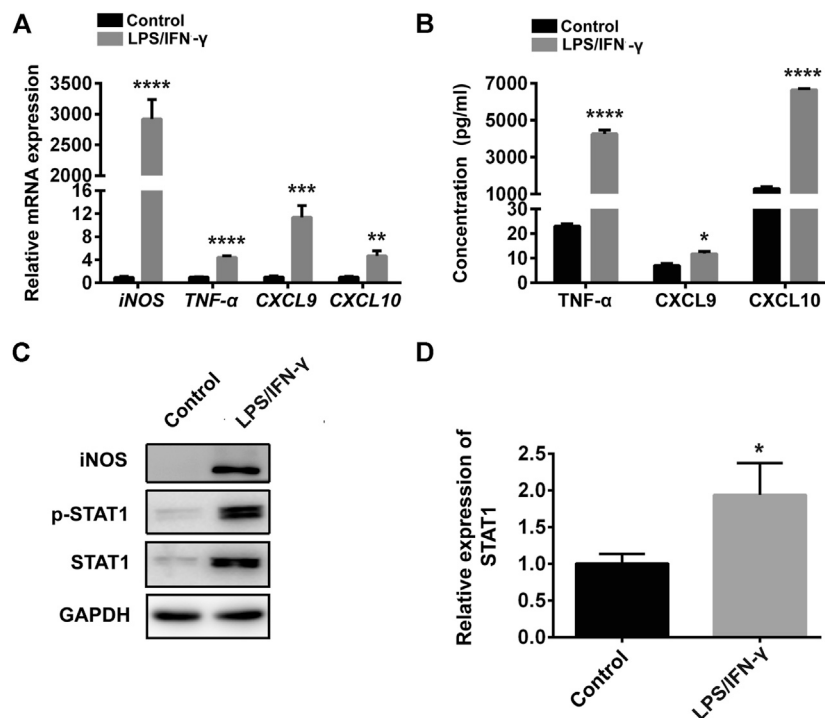 A
Control
LPS/IFN-γ
Relative mRNA expression
3500
3000
2500
2000
16
12
8
4
0
****
****
***
**
iNOS TNF-α CXCL9 CXCL10
B
Control
LPS/IFN-γ
Concentration (pg/ml)
7000
5000
3000
1000
30
20
10
0
****
*
****
TNF-α CXCL9 CXCL10
C
Control LPS/IFN-γ
iNOS
p-STAT1
STAT1
GAPDH
D
Relative expression of
STAT1
2.5
2.0
1.5
1.0
0.5
0.0
*
Control LPS/IFN-γ